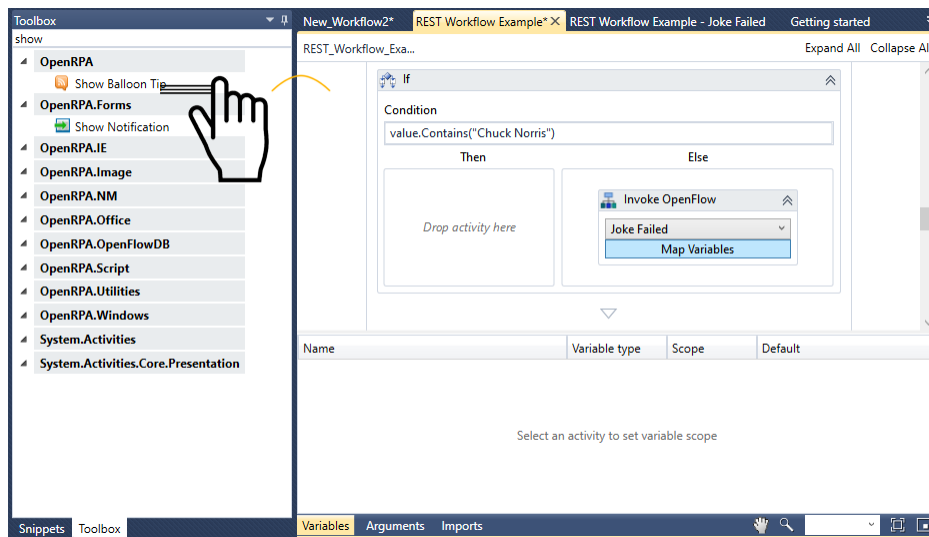 Toolbox
show
OpenRPA
Show Balloon Tip
OpenRPA.Forms
Show Notification
OpenRPA.IE
OpenRPA.Image
OpenRPA.NM
OpenRPA.Office
OpenRPA.OpenFlowDB
OpenRPA.Script
OpenRPA.Utilities
OpenRPA.Windows
System.Activities
System.Activities.Core.Presentation
Snippets Toolbox
New_Workflow2* REST Workflow Example* REST Workflow Example - Joke Failed Getting started
REST_Workflow_Exa... Expand All Collapse Al
If
Condition
value.Contains("Chuck Norris")
Then Else
Drop activity here
Invoke OpenFlow
Joke Failed
Map Variables
Name Variable type Scope Default
Select an activity to set variable scope
Variables Arguments Imports